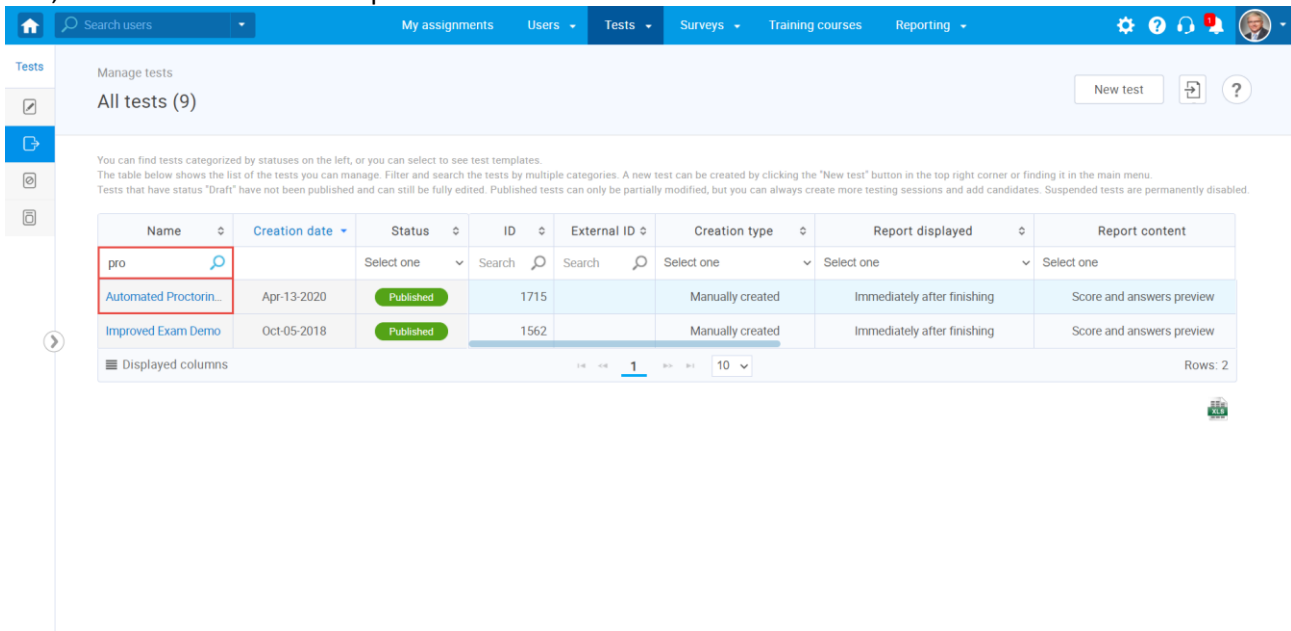 Search users
My assignments Users Tests Surveys Training courses Reporting
1
Tests
Manage tests
All tests (9)
New test
?
You can find tests categorized by statuses on the left, or you can select to see test templates.
The table below shows the list of the tests you can manage. Filter and search the tests by multiple categories. A new test can be created by clicking the "New test" button in the top right corner or finding it in the main menu.
Tests that have status "Draft" have not been published and can still be fully edited. Published tests can only be partially modified, but you can always create more testing sessions and add candidates. Suspended tests are permanently disabled.
Name Creation date Status ID External ID Creation type Report displayed Report content
pro Select one Search Search Select one Select one Select one
Automated Proctorin... Apr-13-2020 Published 1715 Manually created Immediately after finishing Score and answers preview
Improved Exam Demo Oct-05-2018 Published 1562 Manually created Immediately after finishing Score and answers preview
Displayed columns 1 10 Rows: 2
XLS